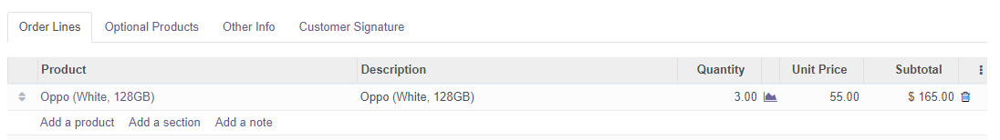 Order Lines Optional Products Other Info Customer Signature
Product Description Quantity Unit Price Subtotal
Oppo (White, 128GB) Oppo (White, 128GB) 3.00 55.00 $ 165.00
Add a product Add a section Add a note